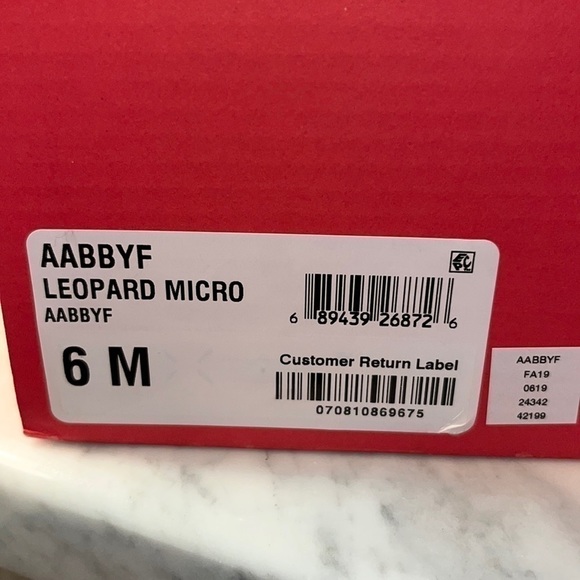 AABBYF
LEOPARD MICRO
AABBYF
6 M
6 89439 26872 6
Customer Return Label
070810869675
AABBYF
FA19
0619
24342
42199